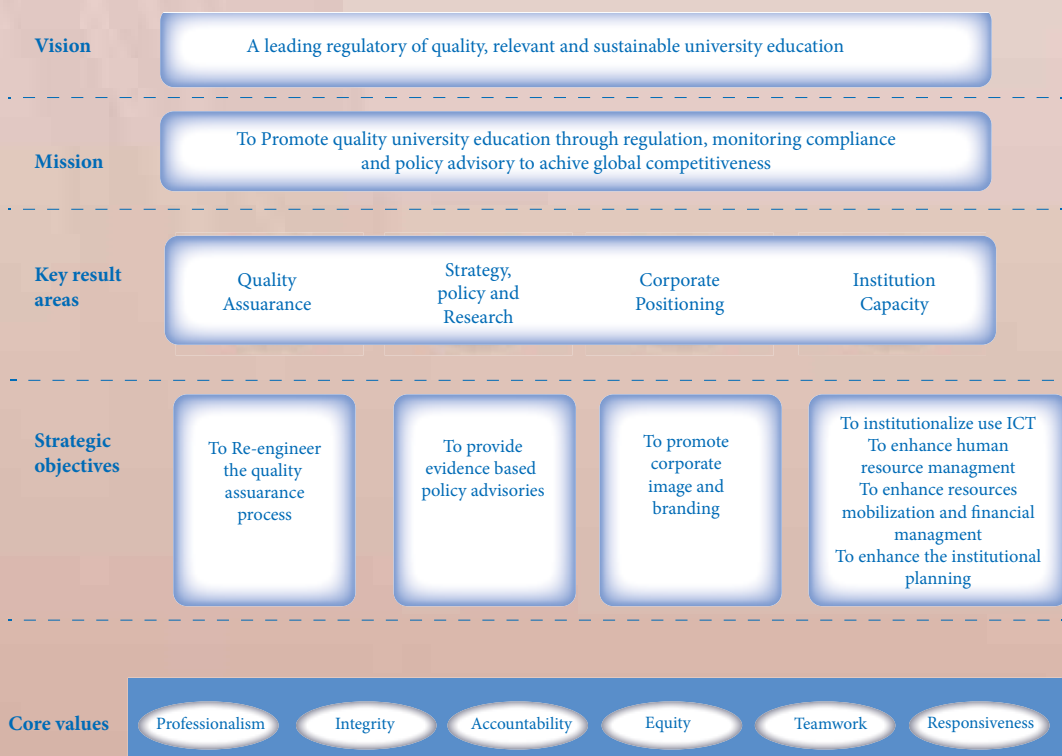 Vision
A leading regulatory of quality, relevant and sustainable university education
Mission
To Promote quality university education through regulation, monitoring compliance
and policy advisory to achive global competitiveness
Key result
areas
Quality
Assuarance
Strategy,
policy and
Research
Corporate
Positioning
Institution
Capacity
Strategic
objectives
To Re-engineer
the quality
assuarance
process
To provide
evidence based
policy advisories
To promote
corporate
image and
branding
To institutionalize use ICT
To enhance human
resource managment
To enhance resources
mobilization and financial
managment
To enhance the institutional
planning
Core values
Professionalism
Integrity
Accountability
Equity
Teamwork
Responsiveness